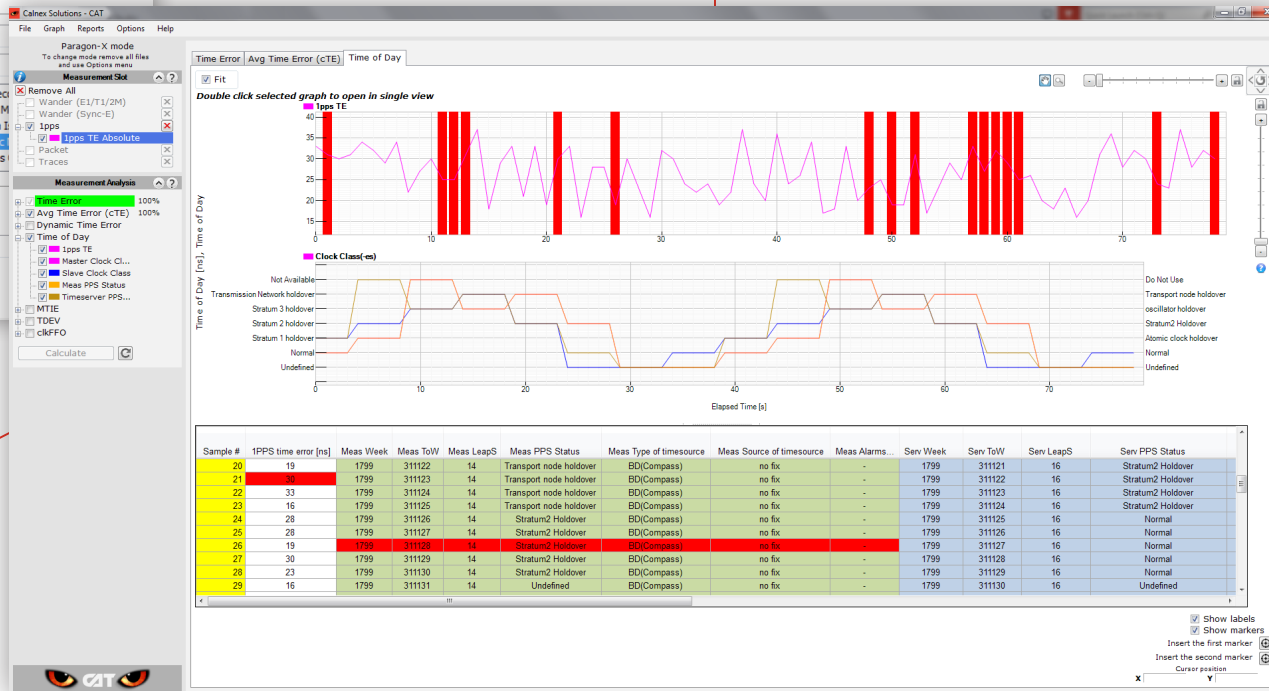 Calnex Solutions - CAT
File Graph Reports Options Help
Paragon-X mode
To change mode remove all files
and use Options menu
Measurement Slot ?
Remove All
Wander (E1/T1/2M)
Wander (Sync-E)
1pps
1pps TE Absolute
Packet
Traces
Measurement Analysis ?
Time Error 100%
Avg Time Error (cTE) 100%
Dynamic Time Error
Time of Day
1pps TE
Master Clock Cl...
Slave Clock Class
Meas PPS Status
Timeserver PPS...
MTIE
TDEV
clkFFO
Calculate
CAT
Time Error Avg Time Error (cTE) Time of Day
Fit
Double click selected graph to open in single view
1pps TE
Time of Day [ns], Time of Day
40
35
30
25
20
15
0 10 20 30 40 50 60 70
Clock Class(-es)
Not Available Do Not Use
Transmission Network holdover Transport node holdover
Stratum 3 holdover oscillator holdover
Stratum 2 holdover Stratum2 Holdover
Stratum 1 holdover Atomic clock holdover
Normal Normal
Undefined Undefined
0 10 20 30 40 50 60 70
Elapsed Time [s]
Sample # 1PPS time error [ns] Meas Week Meas ToW Meas LeapS Meas PPS Status Meas Type of timesource Meas Source of timesource Meas Alarms... Serv Week Serv ToW Serv LeapS Serv PPS Status
20 19 1799 311122 14 Transport node holdover BD(Compass) no fix - 1799 311121 16 Stratum2 Holdover
21 30 1799 311123 14 Transport node holdover BD(Compass) no fix - 1799 311122 16 Stratum2 Holdover
22 33 1799 311124 14 Transport node holdover BD(Compass) no fix - 1799 311123 16 Stratum2 Holdover
23 16 1799 311125 14 Transport node holdover BD(Compass) no fix - 1799 311124 16 Stratum2 Holdover
24 28 1799 311126 14 Stratum2 Holdover BD(Compass) no fix - 1799 311125 16 Normal
25 28 1799 311127 14 Stratum2 Holdover BD(Compass) no fix - 1799 311126 16 Normal
26 19 1799 311128 14 Stratum2 Holdover BD(Compass) no fix - 1799 311127 16 Normal
27 30 1799 311129 14 Stratum2 Holdover BD(Compass) no fix - 1799 311128 16 Normal
28 23 1799 311130 14 Stratum2 Holdover BD(Compass) no fix - 1799 311129 16 Normal
29 16 1799 311131 14 Undefined BD(Compass) no fix - 1799 311130 16 Undefined
Show labels
Show markers
Insert the first marker
Insert the second marker
Cursor position
X Y